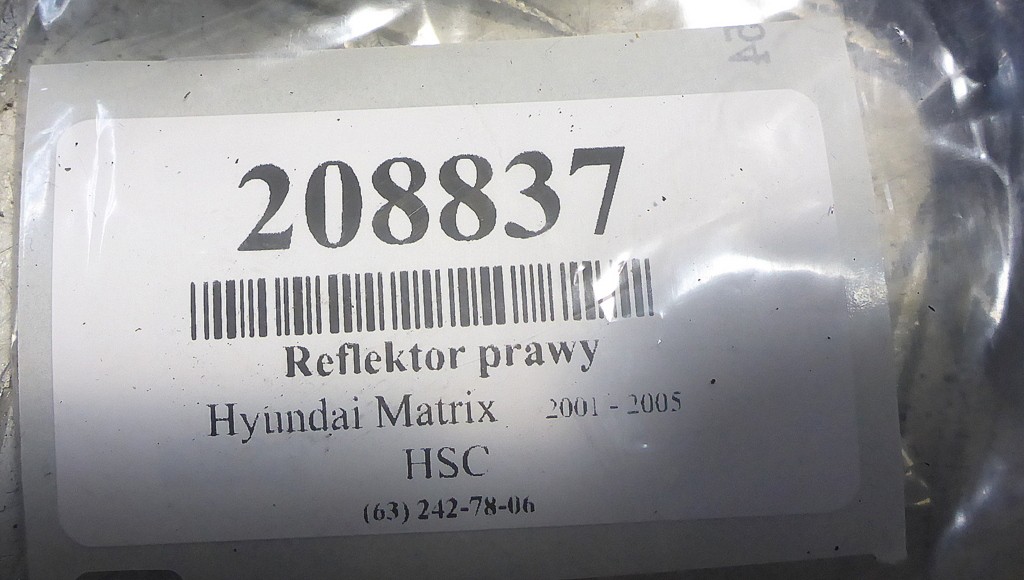 208837
Reflektor prawy
Hyundai Matrix 2001 - 2005
HSC
(63) 242-78-06